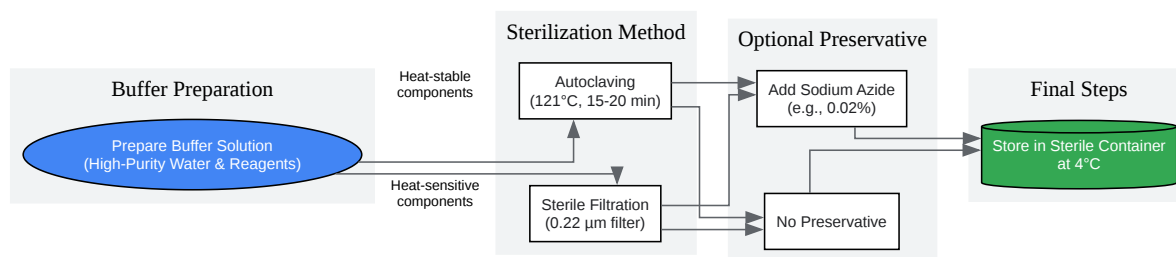 Buffer Preparation
Prepare Buffer Solution
(High-Purity Water & Reagents)
Heat-stable
components
Heat-sensitive
components
Sterilization Method
Autoclaving
(121°C, 15-20 min)
Sterile Filtration
(0.22 µm filter)
Optional Preservative
Add Sodium Azide
(e.g., 0.02%)
No Preservative
Final Steps
Store in Sterile Container
at 4°C